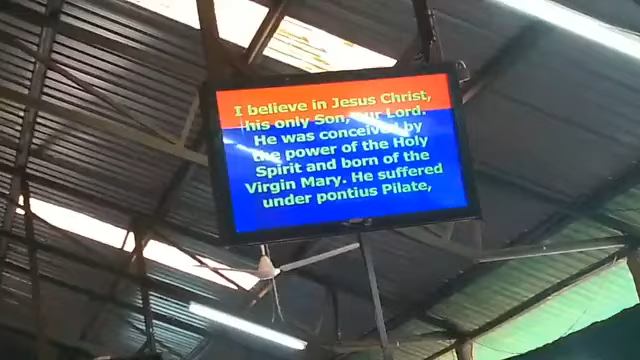 I believe in Jesus Christ,
his only Son, our Lord.
He was conceived by
the power of the Holy
Spirit and born of the
Virgin Mary. He suffered
under pontius Pilate,